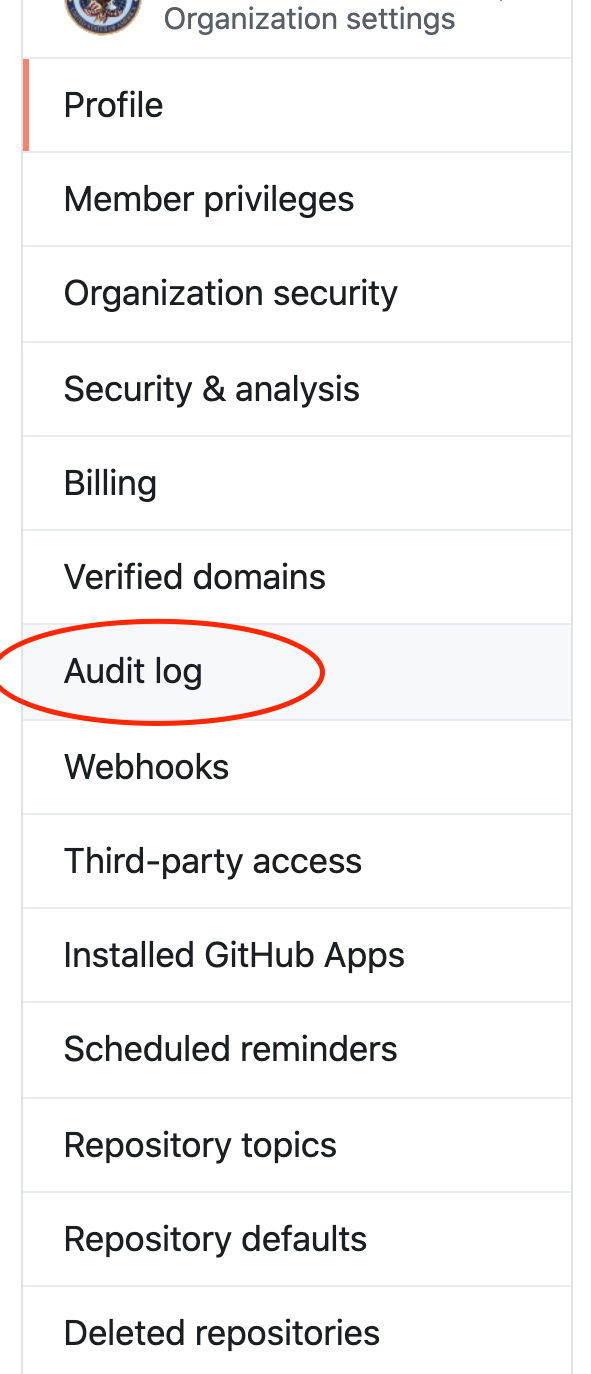 Organization settings
Profile
Member privileges
Organization security
Security & analysis
Billing
Verified domains
Audit log
Webhooks
Third-party access
Installed GitHub Apps
Scheduled reminders
Repository topics
Repository defaults
Deleted repositories